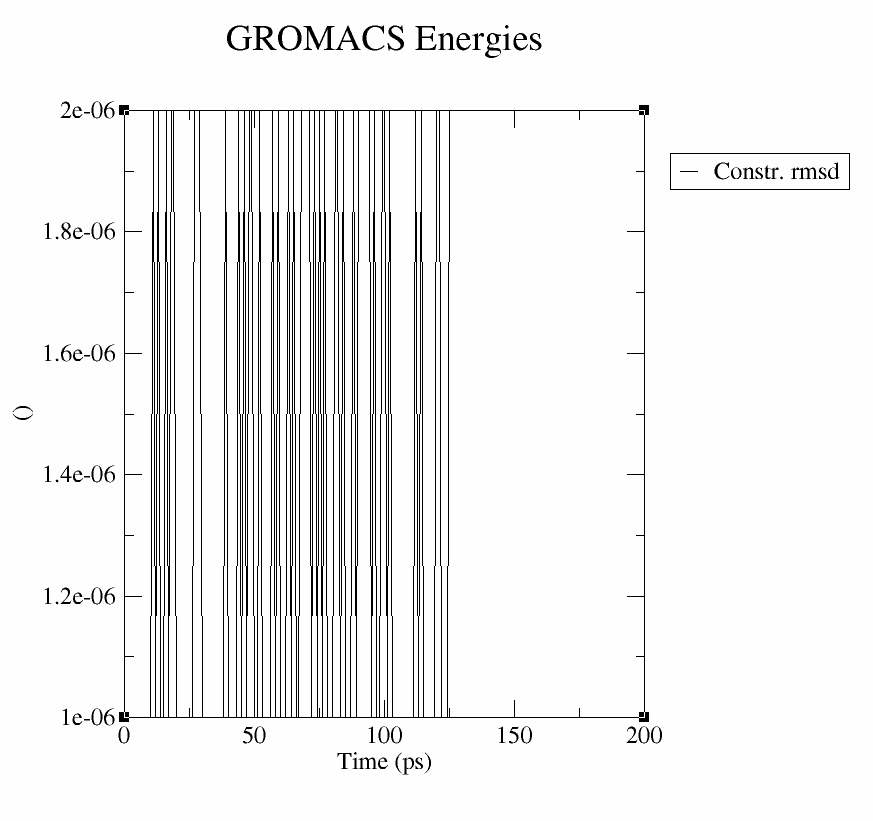 GROMACS Energies
2e-06
1.8e-06
1.6e-06
1.4e-06
1.2e-06
1e-06
()
0 50 100 150 200
Time (ps)
Constr. rmsd